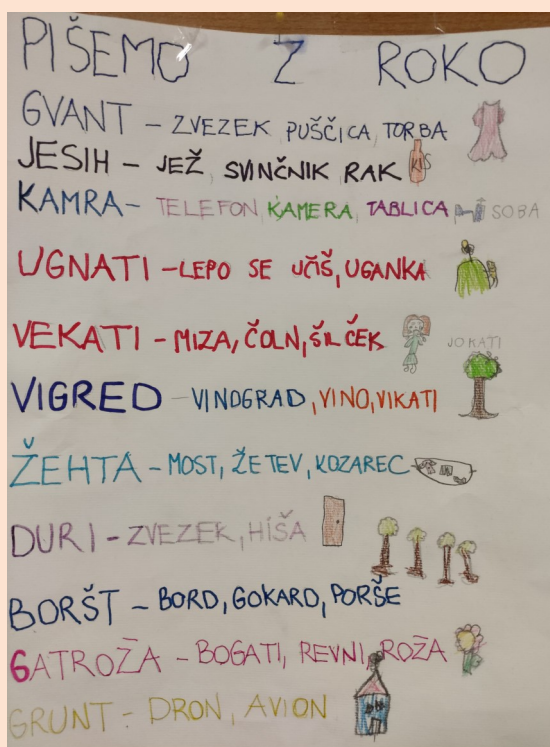 PIŠEMO Z ROKO
GVANT - ZVEZEK PUŠČICA, TORBA
JESIH - JEŽ SVINČNIK RAK KIS
KAMRA - TELEFON, KAMERA, TABLICA, SOBA
UGNATI - LEPO SE UČIŠ, UGANKA
VEKATI - MIZA, ČOLN, ŠILČEK
JOKATI
VIGRED - VINOGRAD, VINO, VIKATI
ŽEHTA - MOST, ŽETEV, KOZAREC
DURI - ZVEZEK, HIŠA
BORŠT - BORD, GOKARD, PORŠE
GATROŽA - BOGATI, REVNI, ROŽA
GRUNT - DRON, AVION